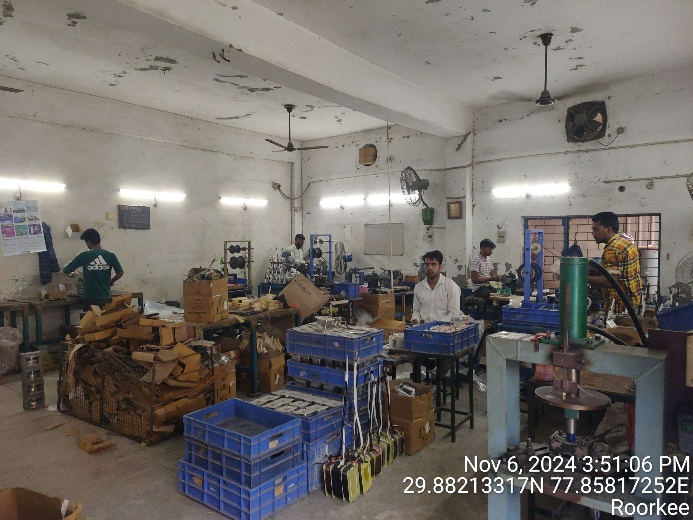 adidas
Nov 6, 2024 3:51:06 PM
29.88213317N 77.85817252E
Roorkee